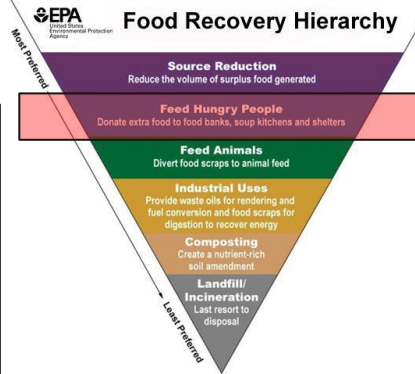 EPA
United States
Environmental Protection
Agency
Food Recovery Hierarchy
Most Preferred
Source Reduction
Reduce the volume of surplus food generated
Feed Hungry People
Donate extra food to food banks, soup kitchens and shelters
Feed Animals
Divert food scraps to animal feed
Industrial Uses
Provide waste oils for rendering and
fuel conversion and food scraps for
digestion to recover energy
Composting
Create a nutrient-rich
soil amendment
Landfill/
Incineration
Last resort to
disposal
Least Preferred